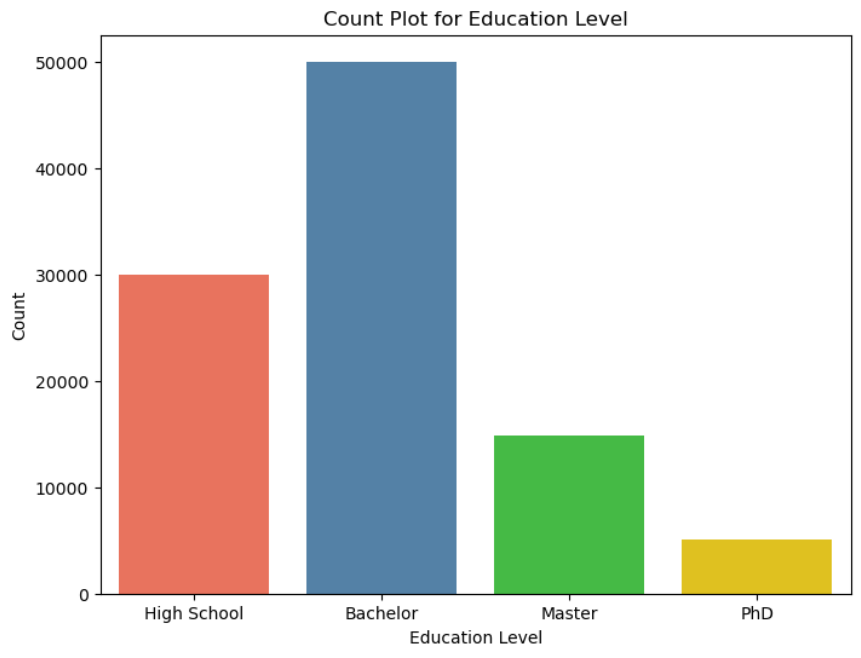 Count Plot for Education Level
50000
40000
30000
20000
10000
0
Count
High School Bachelor Master PhD
Education Level